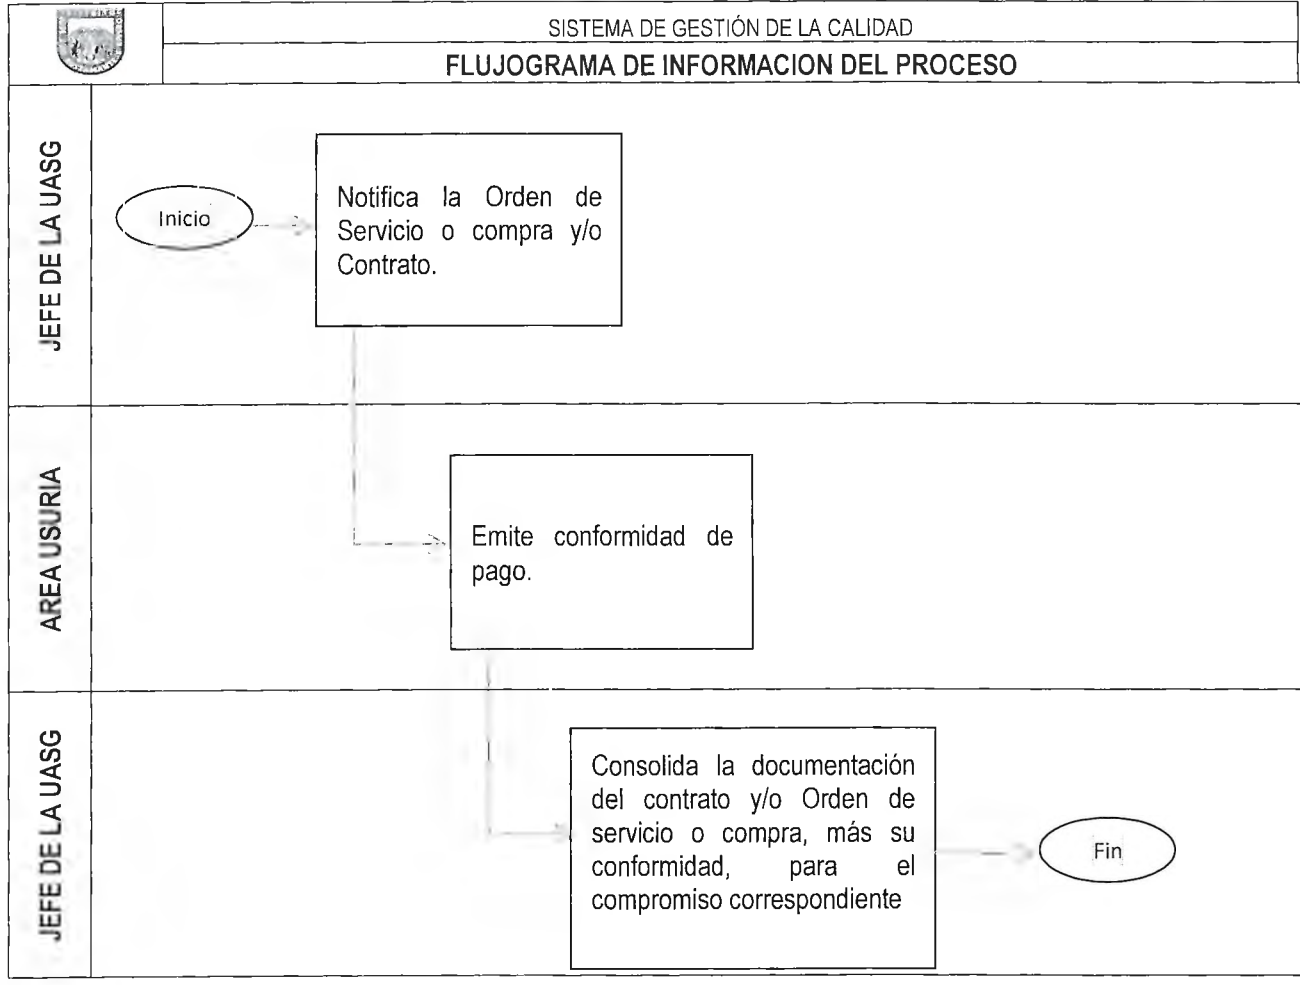 SISTEMA DE GESTIÓN DE LA CALIDAD
FLUJOGRAMA DE INFORMACION DEL PROCESO
JEFE DE LA UASG
Inicio
Notifica la Orden de
Servicio o compra y/o
Contrato.
AREA USURIA
Emite conformidad de
pago.
JEFE DE LA UASG
Consolida la documentación
del contrato y/o Orden de
servicio o compra, más su
conformidad, para el
compromiso correspondiente
Fin